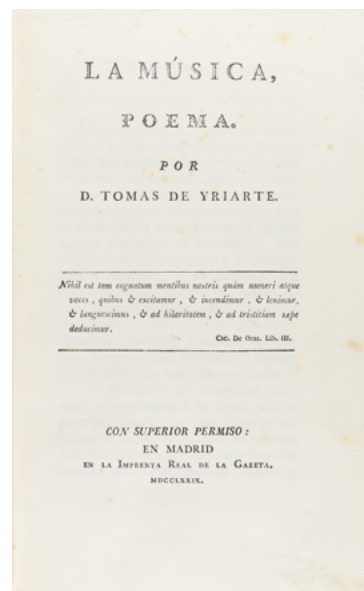 LA MÚSICA,
POEMA.
POR
D. TOMAS DE YRIARTE.
Nihil est tam cognatum mentibus nostris quàm numeri atque
voces, quibus & excitamur, & incendimur, & lenimur,
& languescimus, & ad hilaritatem, & ad tristitiam sæpe
deducimur.
Cic. De Orat. Lib. III.
CON SUPERIOR PERMISO:
EN MADRID
EN LA IMPRENTA REAL DE LA GAZETA.
MDCCLXXIX.